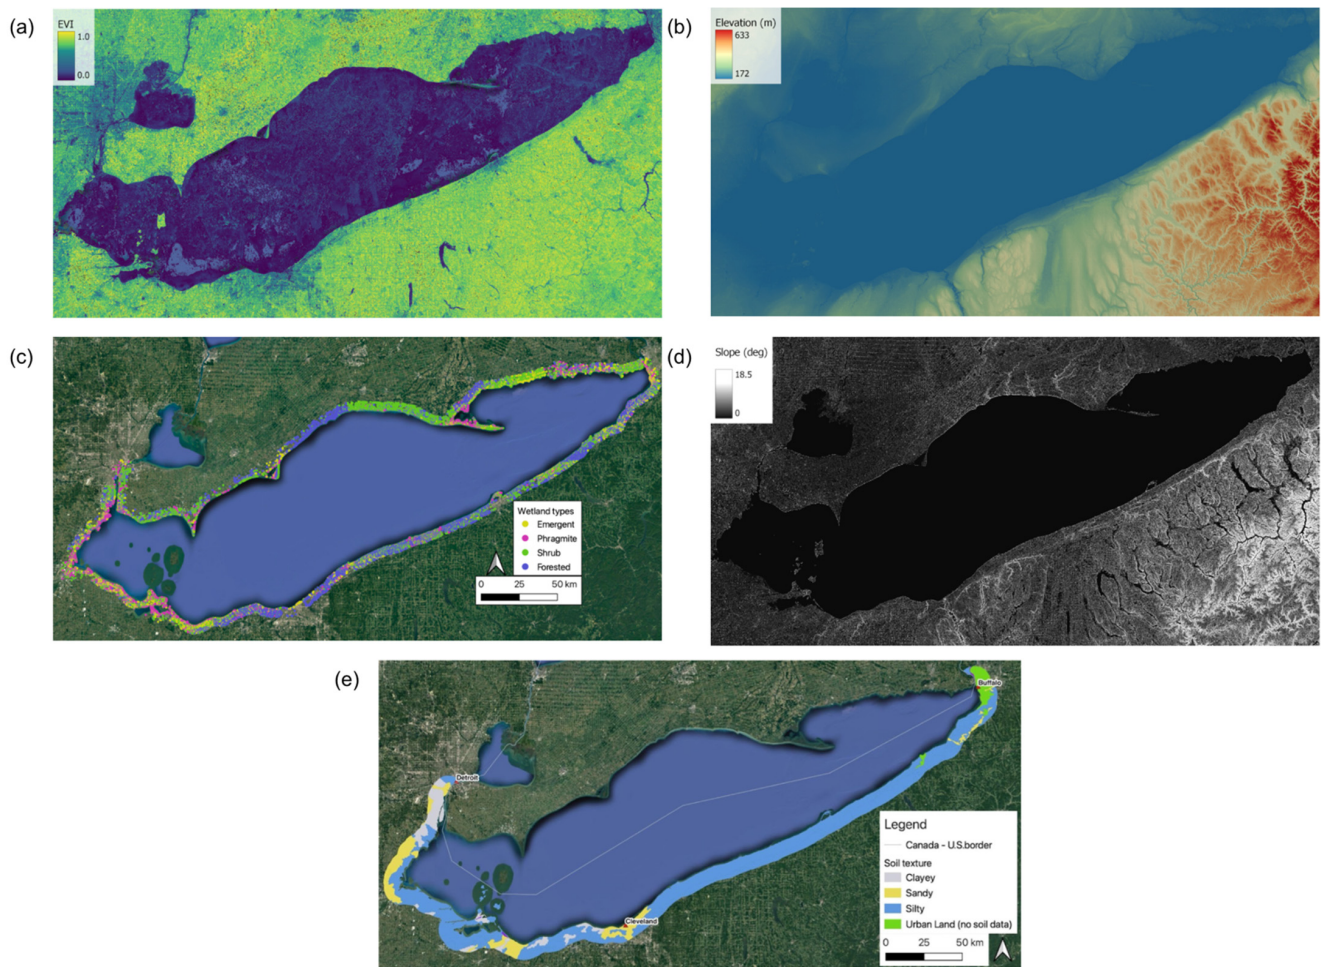 (a)
EVI
1.0
0.0
(b)
Elevation (m)
633
172
(c)
Wetland types
Emergent
Phragmite
Shrub
Forested
0 25 50 km
(d)
Slope (deg)
18.5
0
(e)
Buffalo
Detroit
Cleveland
Legend
Canada - U.S.border
Soil texture
Clayey
Sandy
Silty
Urban Land (no soil data)
0 25 50 km